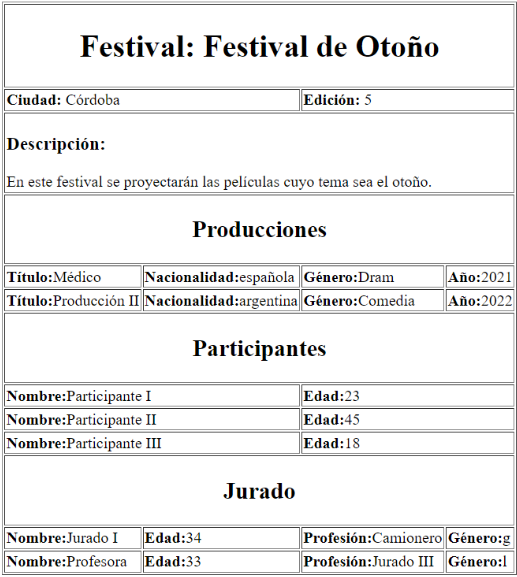 Festival: Festival de Otoño
Ciudad: Córdoba Edición: 5
Descripción:
En este festival se proyectarán las películas cuyo tema sea el otoño.
Producciones
Título:Médico Nacionalidad:española Género:Dram Año:2021
Título:Producción II Nacionalidad:argentina Género:Comedia Año:2022
Participantes
Nombre:Participante I Edad:23
Nombre:Participante II Edad:45
Nombre:Participante III Edad:18
Jurado
Nombre:Jurado I Edad:34 Profesión:Camionero Género:g
Nombre:Profesora Edad:33 Profesión:Jurado III Género:l